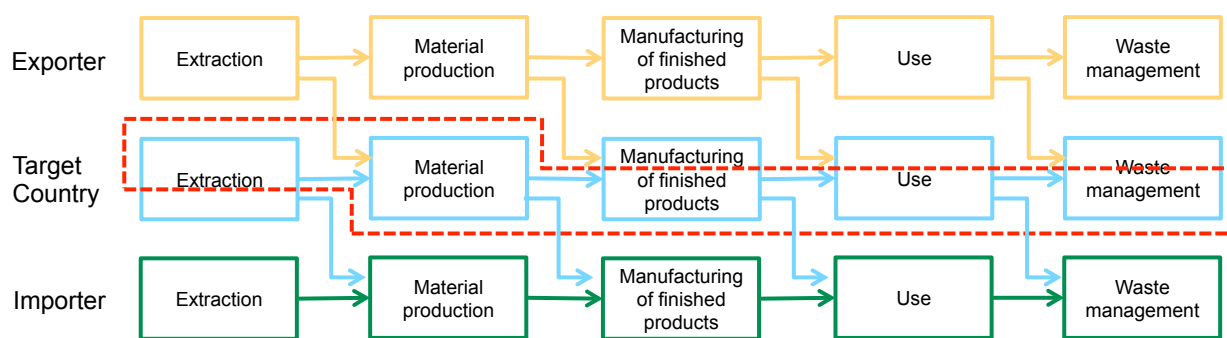 Exporter
Extraction
Material
production
Manufacturing
of finished
products
Use
Waste
management
Target
Country
Extraction
Material
production
Manufacturing
of finished
products
Use
Waste
management
Importer
Extraction
Material
production
Manufacturing
of finished
products
Use
Waste
management